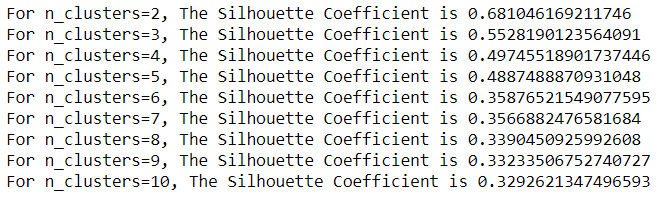 For n_clusters=2, The Silhouette Coefficient is 0.681046169211746
For n_clusters=3, The Silhouette Coefficient is 0.5528190123564091
For n_clusters=4, The Silhouette Coefficient is 0.49745518901737446
For n_clusters=5, The Silhouette Coefficient is 0.4887488870931048
For n_clusters=6, The Silhouette Coefficient is 0.35876521549077595
For n_clusters=7, The Silhouette Coefficient is 0.3566882476581684
For n_clusters=8, The Silhouette Coefficient is 0.3390450925992608
For n_clusters=9, The Silhouette Coefficient is 0.33233506752740727
For n_clusters=10, The Silhouette Coefficient is 0.3292621347496593